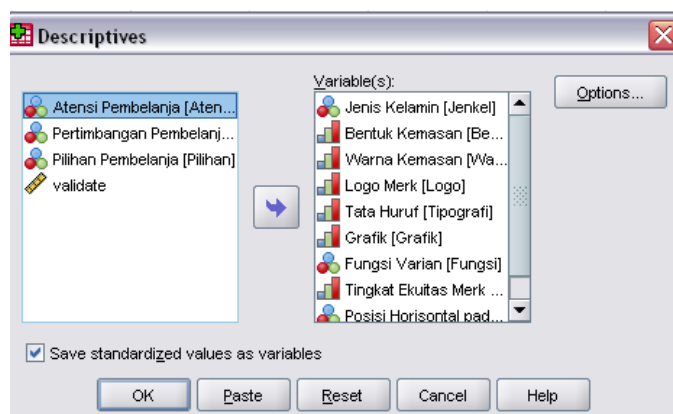 Descriptives
Atensi Pembelanja [Aten...
Pertimbangan Pembelanj...
Pilihan Pembelanja [Pilihan]
validate
Variable(s):
Jenis Kelamin [Jenkel]
Bentuk Kemasan [Be...
Warna Kemasan [Wa...
Logo Merk [Logo]
Tata Huruf [Tipografi]
Grafik [Grafik]
Fungsi Varian [Fungsi]
Tingkat Ekuitas Merk ...
Posisi Horisontal pad...
Options...
Save standardized values as variables
OK
Paste
Reset
Cancel
Help